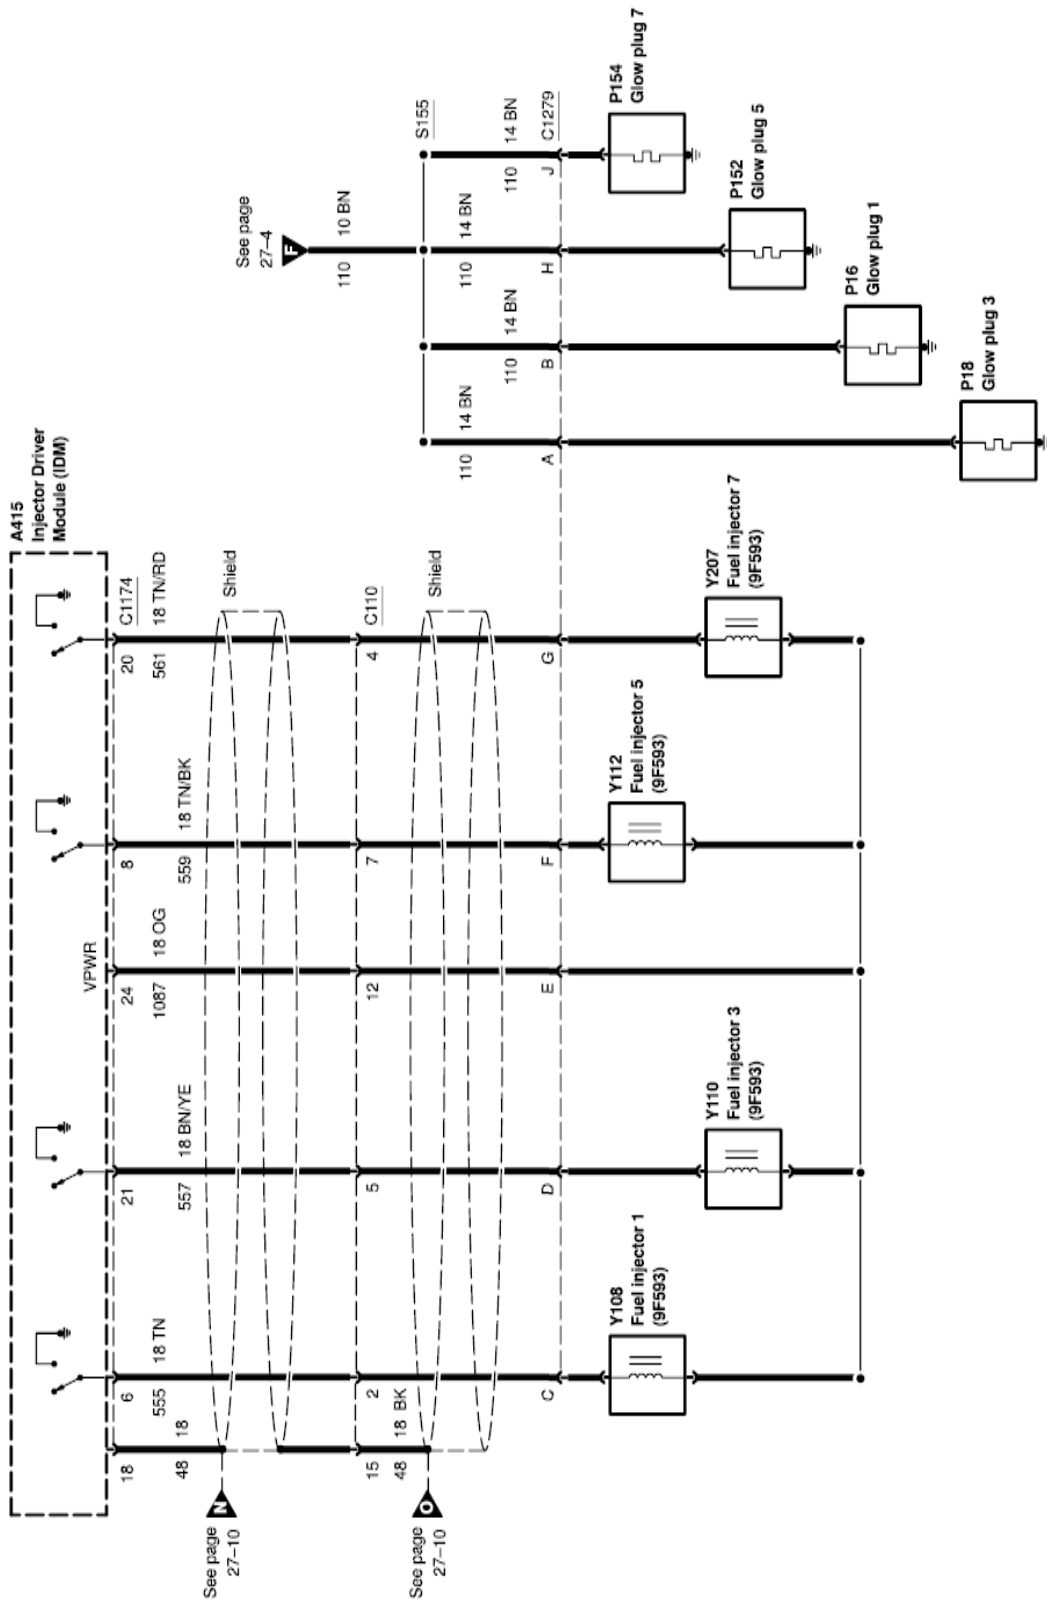 A415
Injector Driver
Module (IDM)
VPWR
18
6
21
24
8
20
C1174
48
18
555
18 TN
557
18 BN/YE
1087
18 OG
559
18 TN/BK
561
18 TN/RD
See page
27–10
N
Shield
15
2
5
12
7
4
C110
48
18 BK
See page
27–10
O
Shield
See page
27–4
F
110
10 BN
S155
110
14 BN
110
14 BN
110
14 BN
110
14 BN
C
D
E
F
G
A
B
H
J
C1279
Y108
Fuel injector 1
(9F593)
Y110
Fuel injector 3
(9F593)
Y112
Fuel injector 5
(9F593)
Y207
Fuel injector 7
(9F593)
P18
Glow plug 3
P16
Glow plug 1
P152
Glow plug 5
P154
Glow plug 7